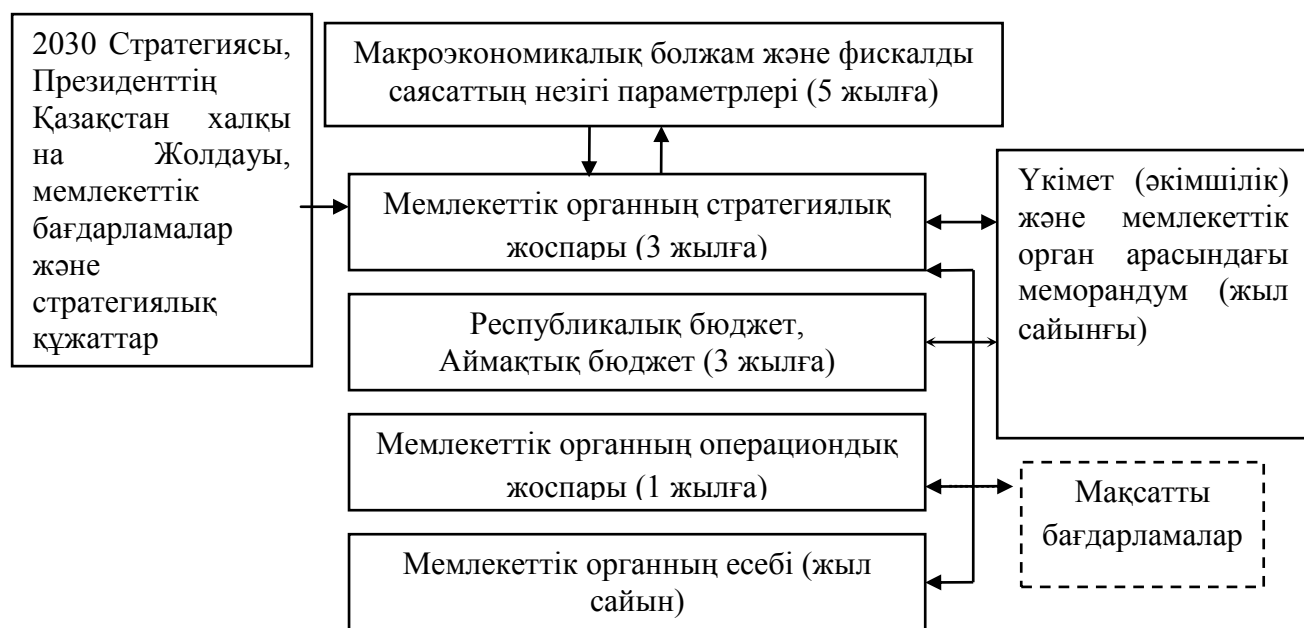 2030 Стратегиясы,
Президенттің
Қазақстан халқы
на Жолдауы,
мемлекеттік
бағдарламалар
және
стратегиялық
құжаттар
Макроэкономикалық болжам және фискалды
саясаттың незігі параметрлері (5 жылға)
Мемлекеттік органның стратегиялық
жоспары (3 жылға)
Республикалық бюджет,
Аймақтық бюджет (3 жылға)
Мемлекеттік органның операциондық
жоспары (1 жылға)
Мемлекеттік органның есебі (жыл
сайын)
Үкімет (әкімшілік)
және мемлекеттік
орган арасындағы
меморандум (жыл
сайынғы)
Мақсатты
бағдарламалар